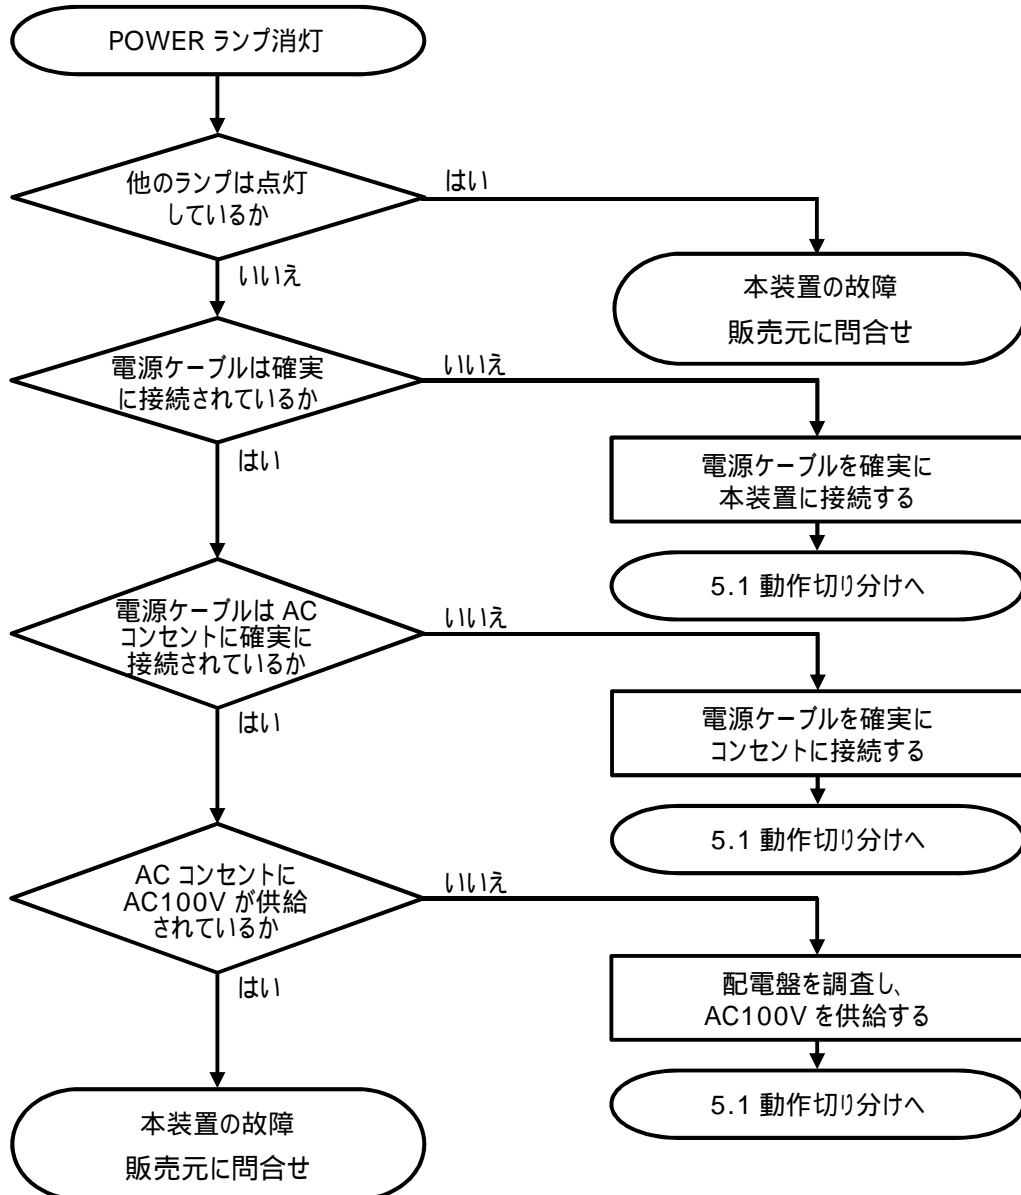 POWER ランプ消灯
他のランプは点灯
しているか
はい
いいえ
本装置の故障
販売元に問合せ
電源ケーブルは確実
に接続されているか
いいえ
はい
電源ケーブルを確実に
本装置に接続する
5.1 動作切り分けへ
電源ケーブルは AC
コンセントに確実に
接続されているか
いいえ
はい
電源ケーブルを確実に
コンセントに接続する
5.1 動作切り分けへ
AC コンセントに
AC100V が供給
されているか
いいえ
はい
配電盤を調査し、
AC100V を供給する
5.1 動作切り分けへ
本装置の故障
販売元に問合せ